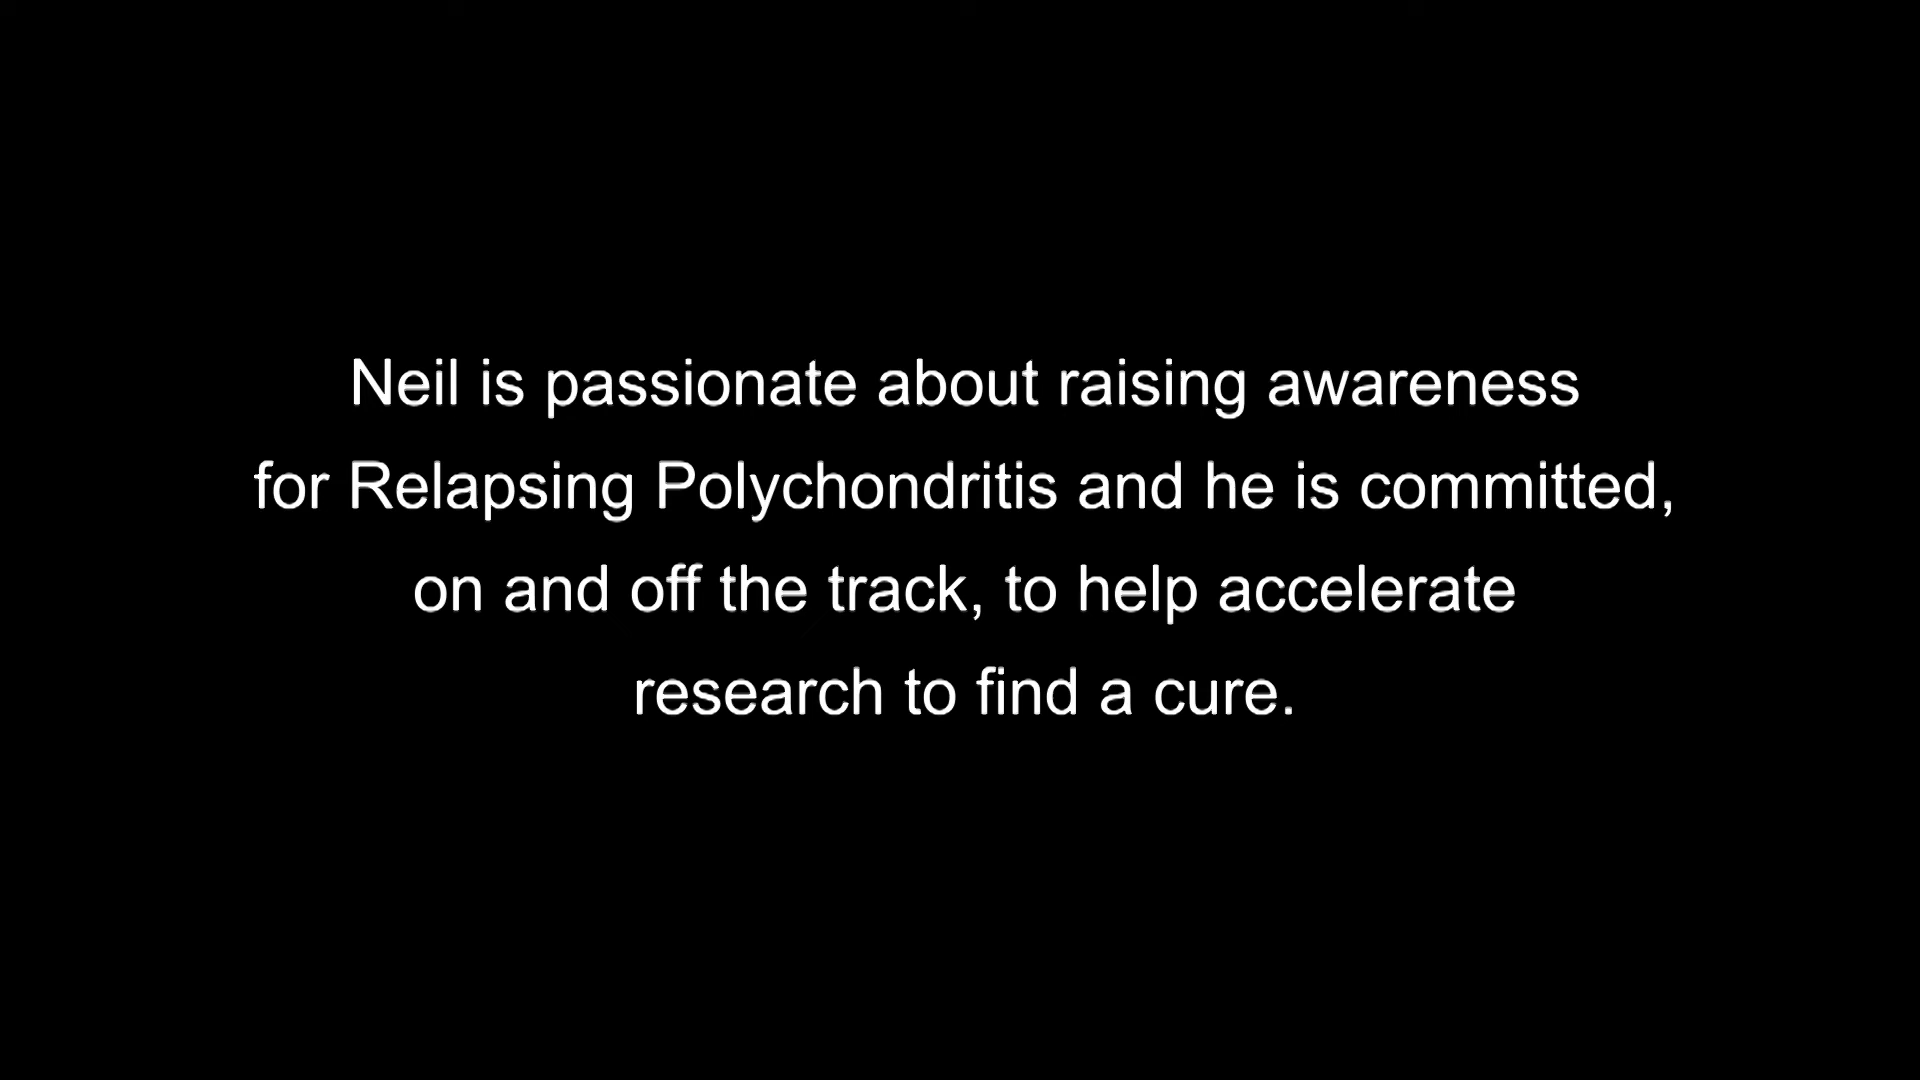 Neil is passionate about raising awareness
for Relapsing Polychondritis and he is committed,
on and off the track, to help accelerate
research to find a cure.